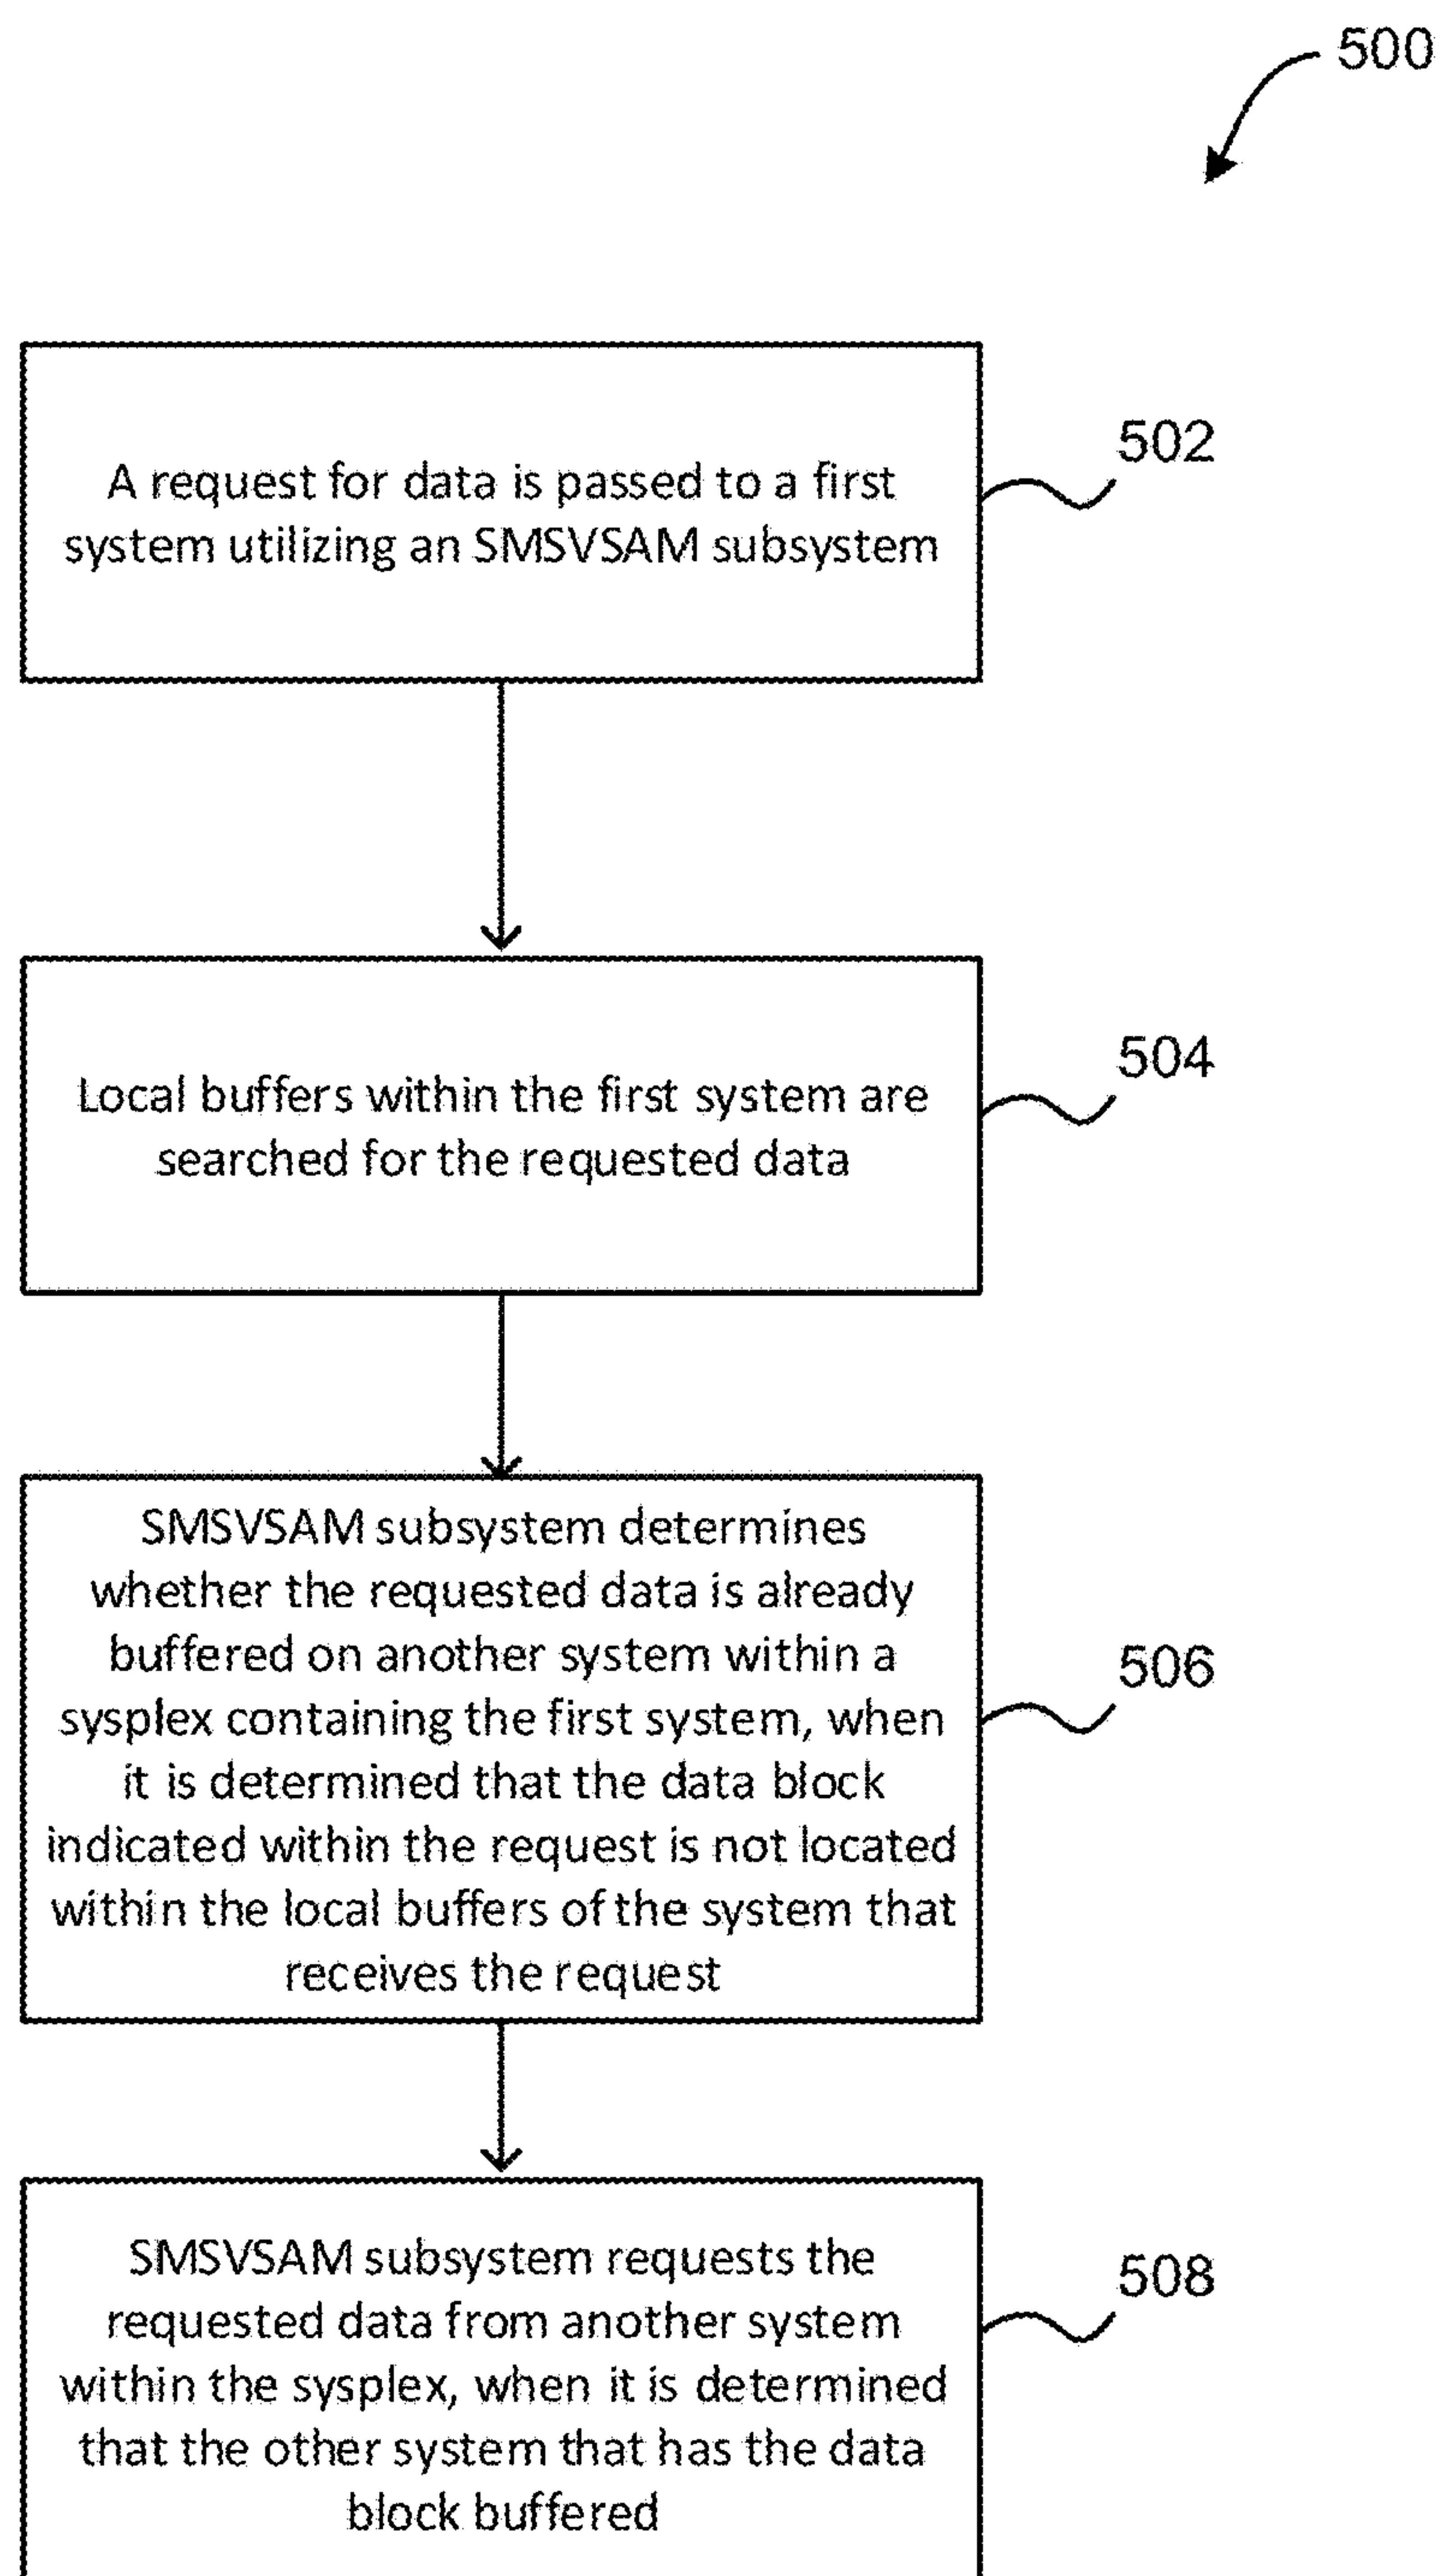 500
A request for data is passed to a first
system utilizing an SMSVSAM subsystem
502
Local buffers within the first system are
searched for the requested data
504
SMSVSAM subsystem determines
whether the requested data is already
buffered on another system within a
sysplex containing the first system, when
it is determined that the data block
indicated within the request is not located
within the local buffers of the system that
receives the request
506
SMSVSAM subsystem requests the
requested data from another system
within the sysplex, when it is determined
that the other system that has the data
block buffered
508